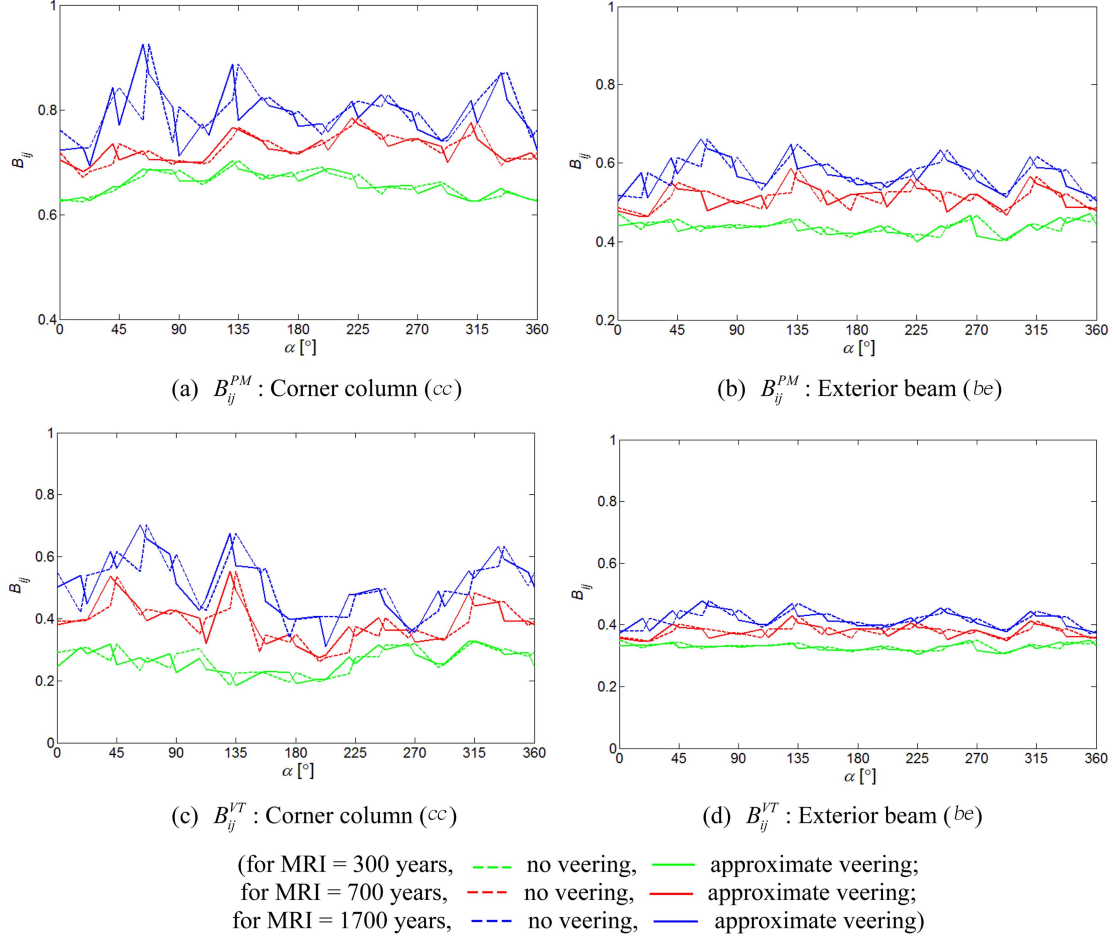 1
0.8
0.6
0.4
B_ij
0 45 90 135 180 225 270 315 360
α [°]
(a) B_ij^PM : Corner column (cc)
1
0.8
0.6
0.4
0.2
B_ij
0 45 90 135 180 225 270 315 360
α [°]
(b) B_ij^PM : Exterior beam (be)
1
0.8
0.6
0.4
0.2
0
B_ij
0 45 90 135 180 225 270 315 360
α [°]
(c) B_ij^VT : Corner column (cc)
1
0.8
0.6
0.4
0.2
0
B_ij
0 45 90 135 180 225 270 315 360
α [°]
(d) B_ij^VT : Exterior beam (be)
(for MRI = 300 years, no veering, approximate veering;
for MRI = 700 years, no veering, approximate veering;
for MRI = 1700 years, no veering, approximate veering)